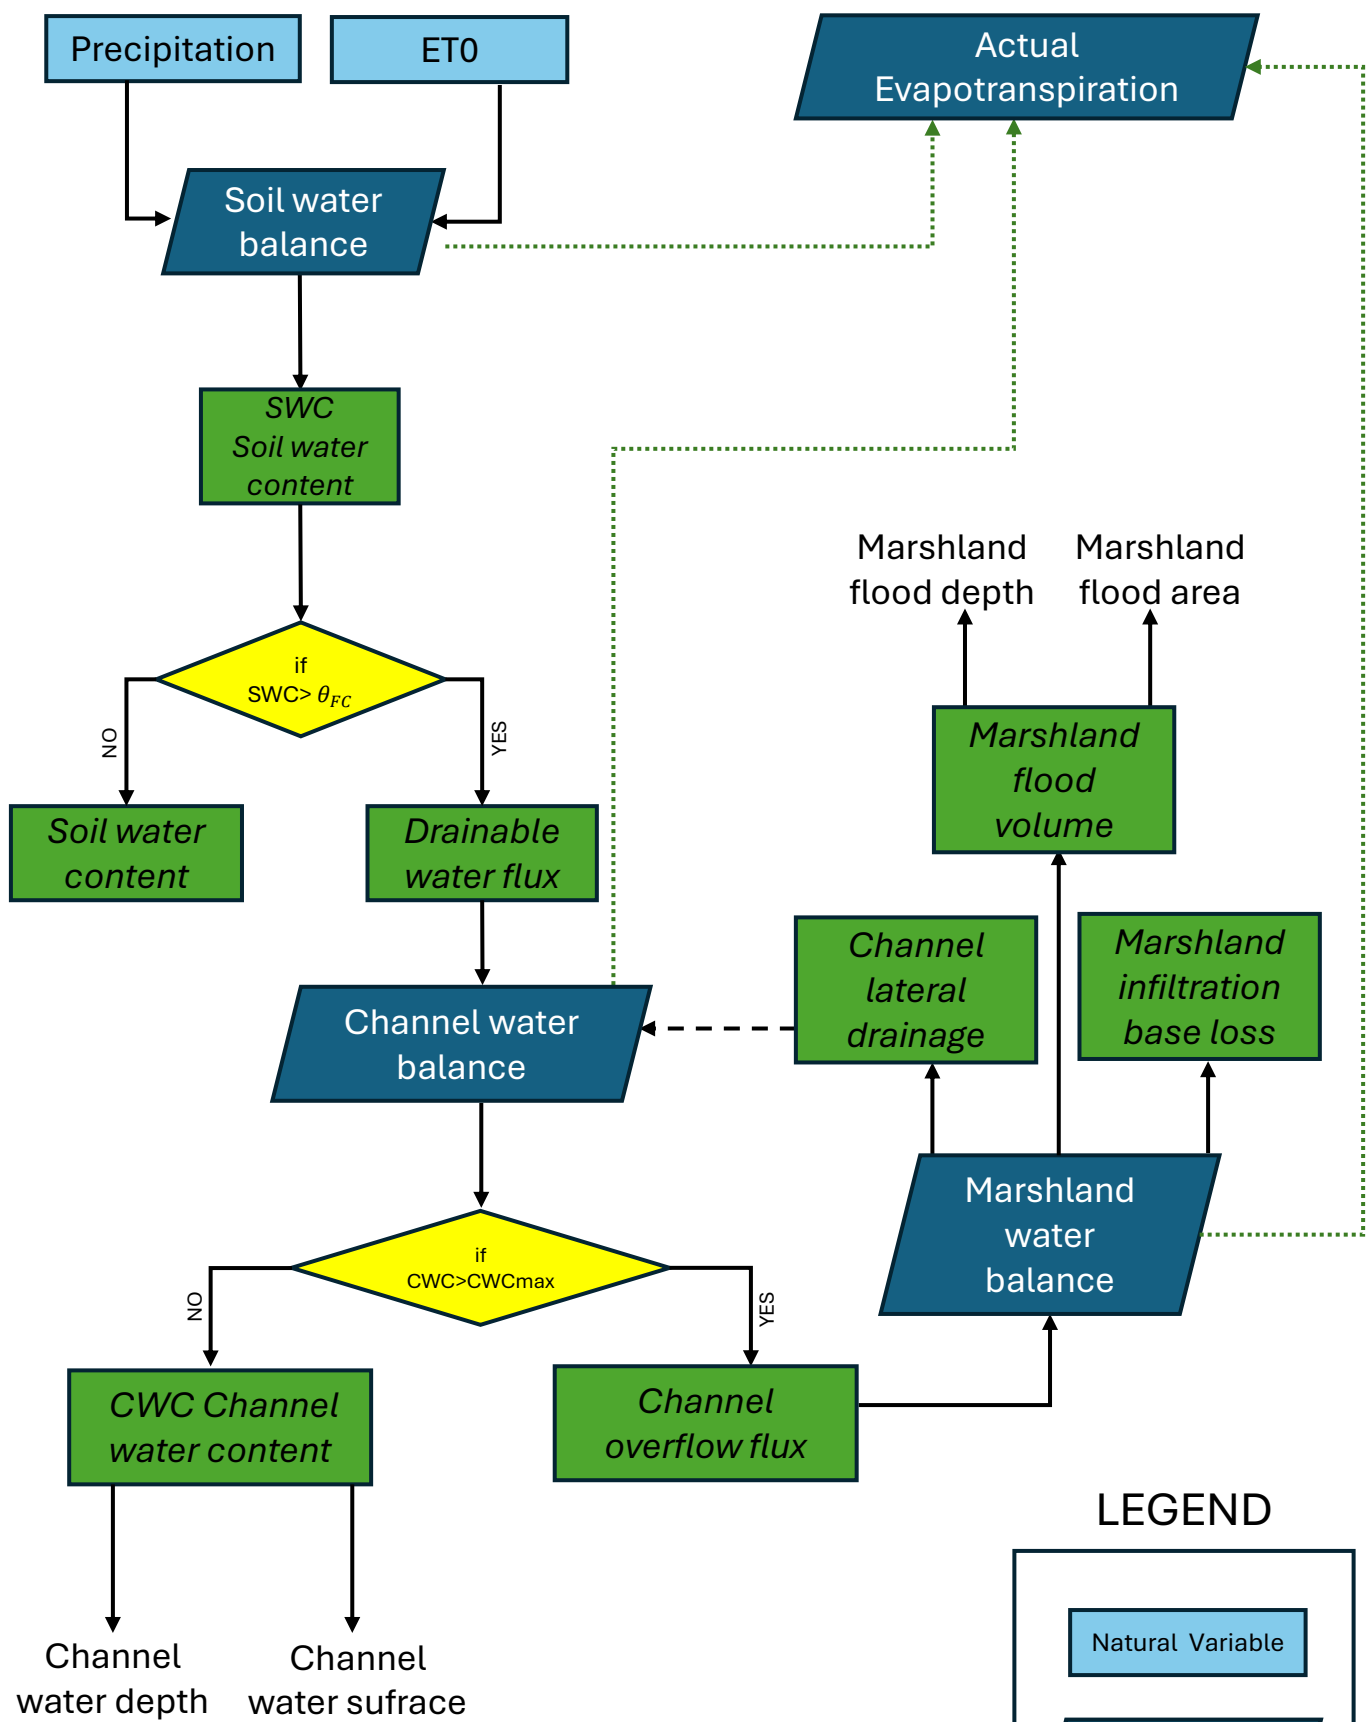 Precipitation
ET0
Actual
Evapotranspiration
Soil water
balance
SWC
Soil water
content
if
SWC> θ_FC
NO
YES
Soil water
content
Drainable
water flux
Marshland
flood depth
Marshland
flood area
Marshland
flood
volume
Channel
lateral
drainage
Marshland
infiltration
base loss
Channel water
balance
Marshland
water
balance
if
CWC>CWCmax
NO
YES
CWC Channel
water content
Channel
overflow flux
Channel
water depth
Channel
water sufrace
LEGEND
Natural Variable